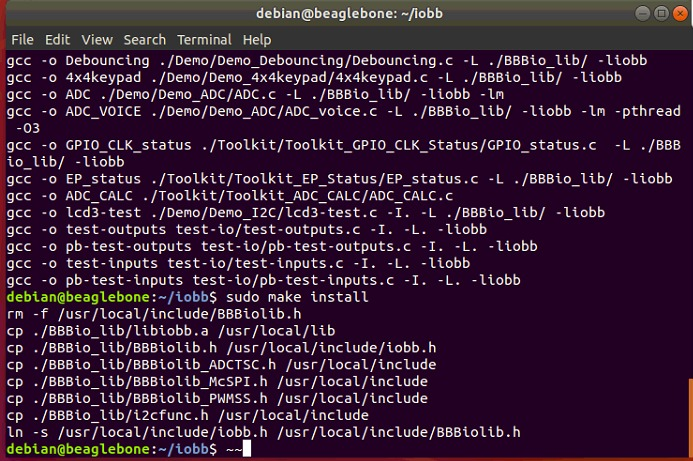 debian@beaglebone: ~/iobb
File Edit View Search Terminal Help
gcc -o Debouncing ./Demo/Demo_Debouncing/Debouncing.c -L ./BBBio_lib/ -liobb
gcc -o 4x4keypad ./Demo/Demo_4x4keypad/4x4keypad.c -L ./BBBio_lib/ -liobb
gcc -o ADC ./Demo/Demo_ADC/ADC.c -L ./BBBio_lib/ -liobb -lm
gcc -o ADC_VOICE ./Demo/Demo_ADC/ADC_voice.c -L ./BBBio_lib/ -liobb -lm -pthread
 -O3
gcc -o GPIO_CLK_status ./Toolkit/Toolkit_GPIO_CLK_Status/GPIO_status.c  -L ./BBB
io_lib/ -liobb
gcc -o EP_status ./Toolkit/Toolkit_EP_Status/EP_status.c -L ./BBBio_lib/ -liobb
gcc -o ADC_CALC ./Toolkit/Toolkit_ADC_CALC/ADC_CALC.c
gcc -o lcd3-test ./Demo/Demo_I2C/lcd3-test.c -I. -L ./BBBio_lib/ -liobb
gcc -o test-outputs test-io/test-outputs.c -I. -L. -liobb
gcc -o pb-test-outputs test-io/pb-test-outputs.c -I. -L. -liobb
gcc -o test-inputs test-io/test-inputs.c -I. -L. -liobb
gcc -o pb-test-inputs test-io/pb-test-inputs.c -I. -L. -liobb
debian@beaglebone:~/iobb$ sudo make install
rm -f /usr/local/include/BBBiolib.h
cp ./BBBio_lib/libiobb.a /usr/local/lib
cp ./BBBio_lib/BBBiolib.h /usr/local/include/iobb.h
cp ./BBBio_lib/BBBiolib_ADCTSC.h /usr/local/include
cp ./BBBio_lib/BBBiolib_McSPI.h /usr/local/include
cp ./BBBio_lib/BBBiolib_PWMSS.h /usr/local/include
cp ./BBBio_lib/i2cfunc.h /usr/local/include
ln -s /usr/local/include/iobb.h /usr/local/include/BBBiolib.h
debian@beaglebone:~/iobb$ ~~